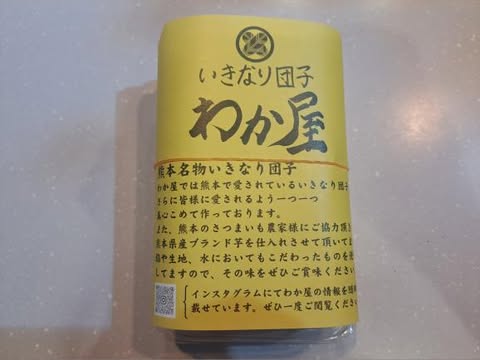 いきなり団子
わか屋
熊本名物いきなり団子
わか屋では熊本で愛されているいきなり団子
さらに皆様に愛されるよう一つ一つ
真心こめて作っております。
また、熊本のさつまいも農家様にご協力頂き
熊本県産ブランド芋を仕入れさせて頂いて
や生地、水においてもこだわったものを
してますので、その味をぜひご賞味ください
インスタグラムにてわか屋の情報を
載せています。ぜひ一度ご閲覧ください